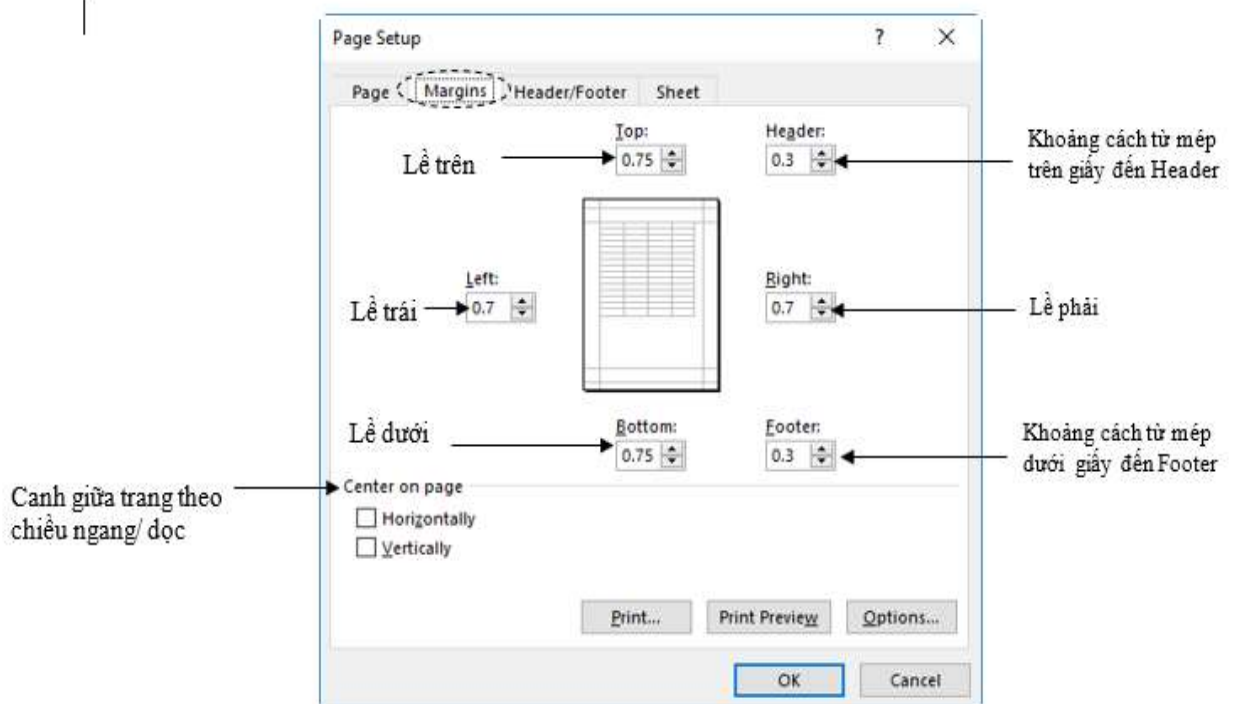 Page Setup
? ×
Page Margins Header/Footer Sheet
Top:
Header:
Lề trên
0.75
0.3
Khoảng cách từ mép
trên giấy đến Header
Left:
Right:
Lề trái
0.7
0.7
Lề phải
Bottom:
Footer:
Lề dưới
0.75
0.3
Khoảng cách từ mép
dưới giấy đến Footer
Canh giữa trang theo
chiều ngang/ dọc
Center on page
Horizontally
Vertically
Print... Print Preview Options...
OK Cancel